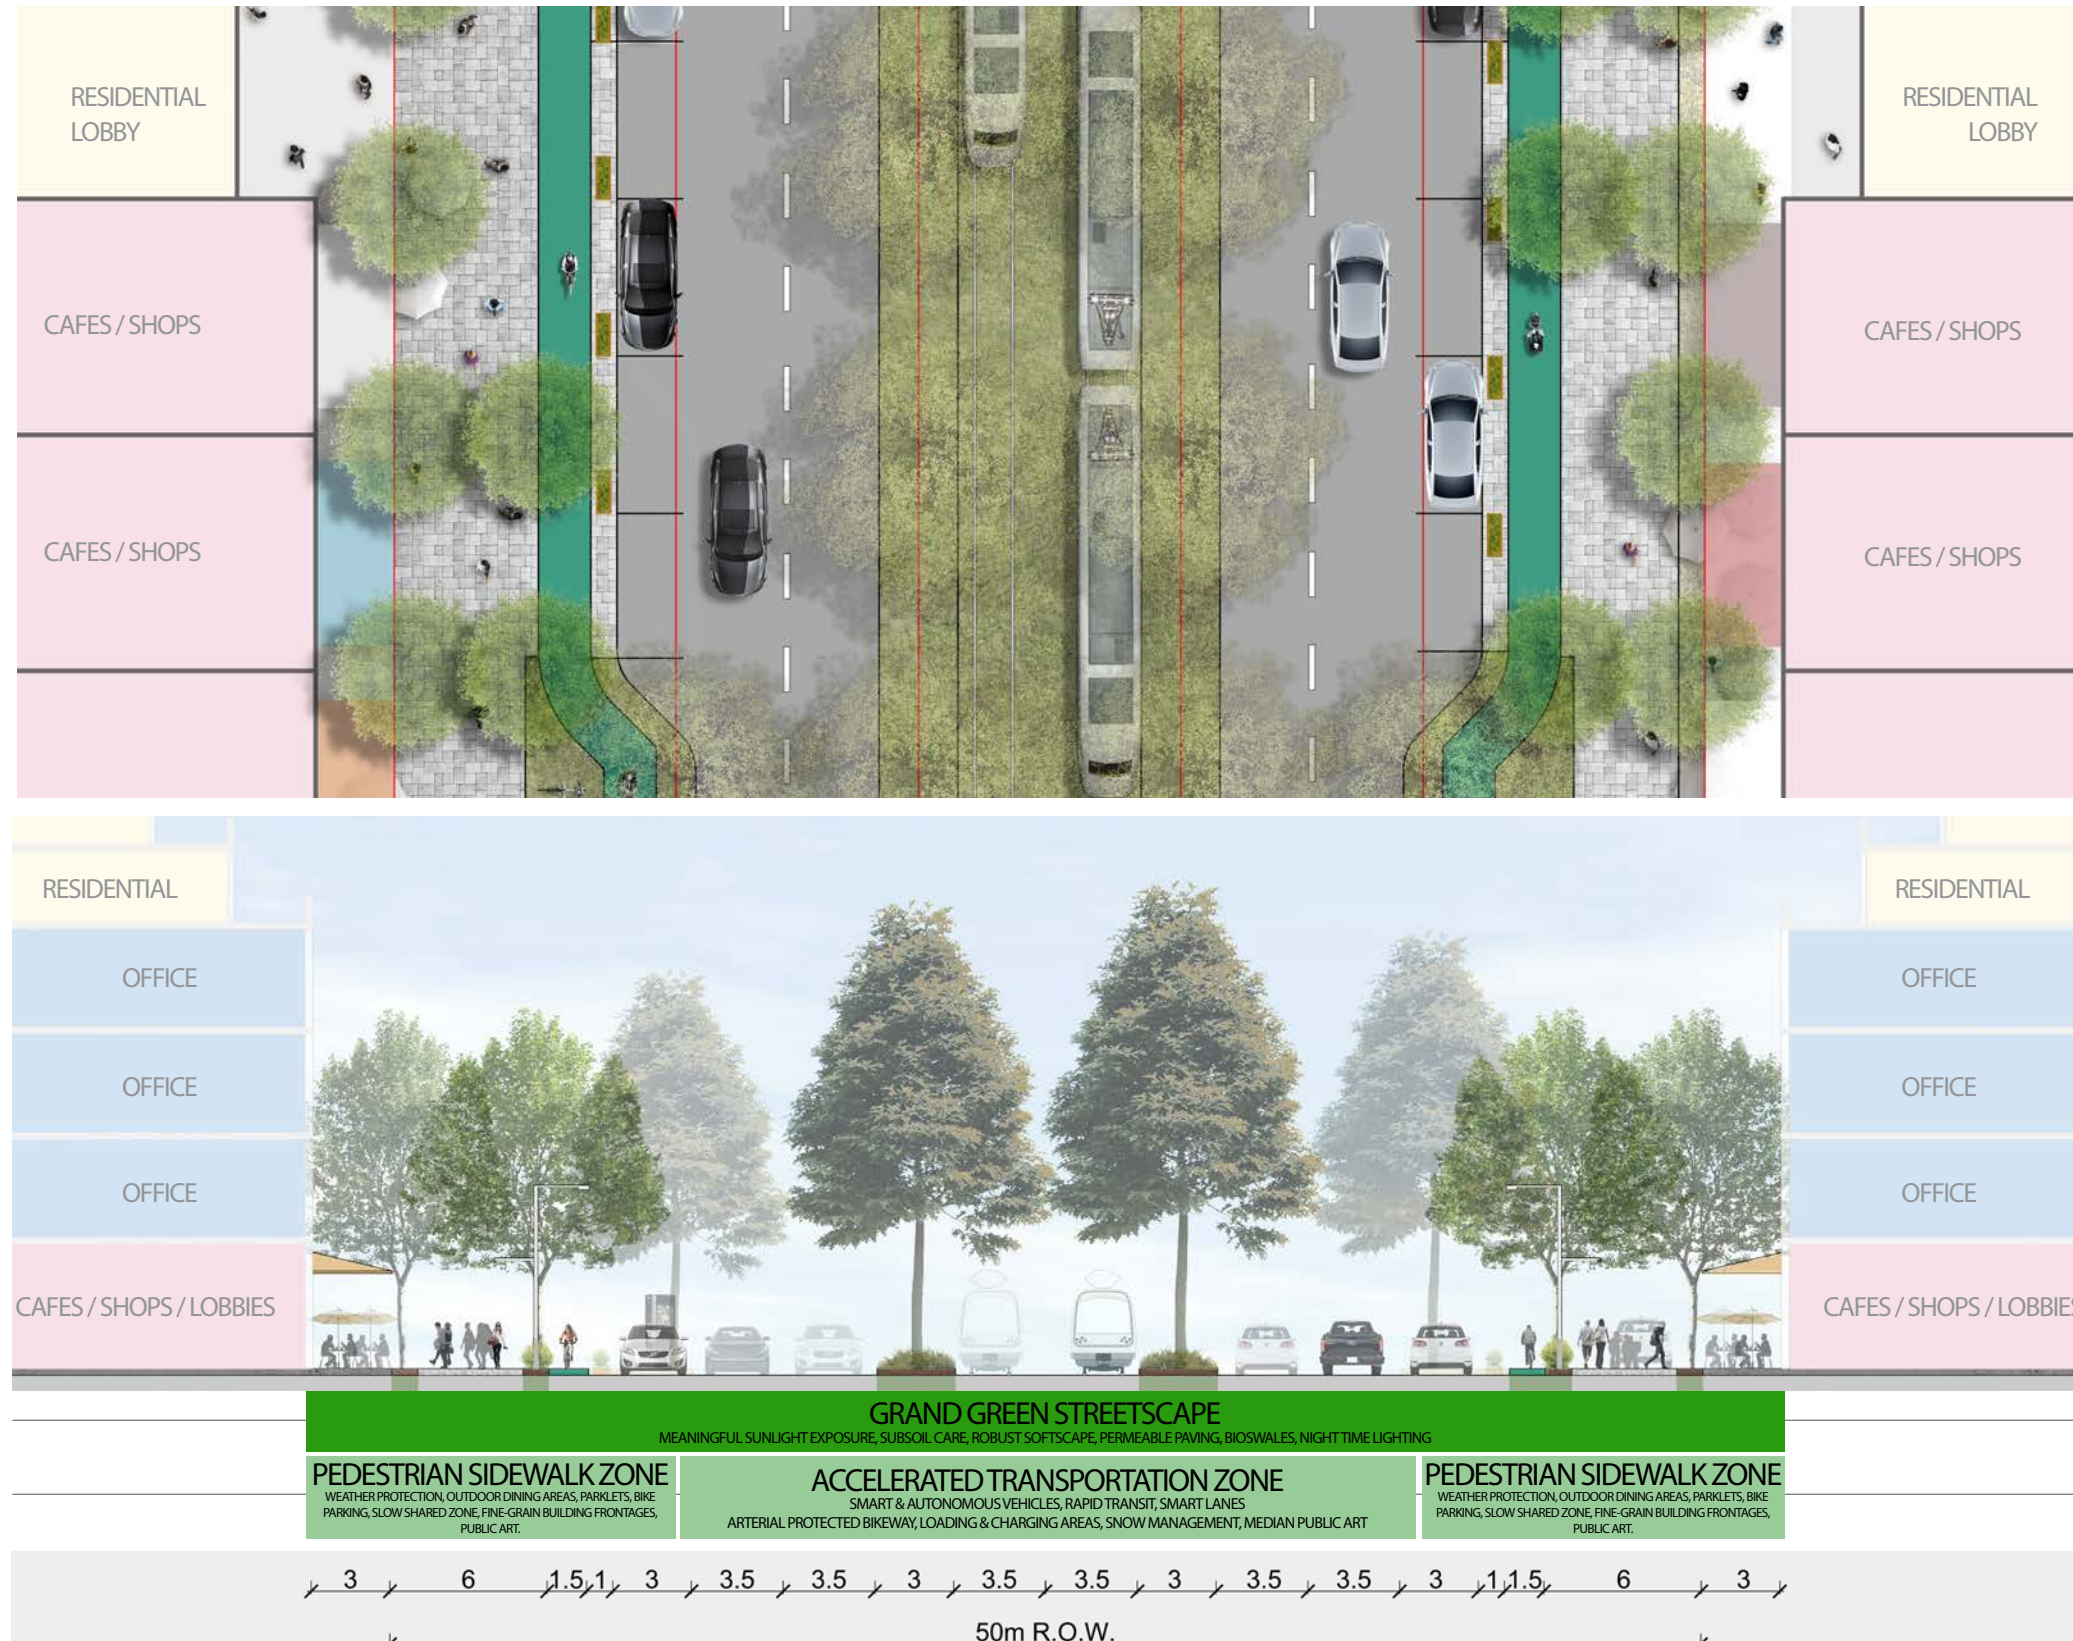 RESIDENTIAL
LOBBY
RESIDENTIAL
LOBBY
CAFES / SHOPS
CAFES / SHOPS
CAFES / SHOPS
CAFES / SHOPS
RESIDENTIAL
RESIDENTIAL
OFFICE
OFFICE
OFFICE
OFFICE
OFFICE
OFFICE
CAFES / SHOPS / LOBBIES
CAFES / SHOPS / LOBBIES
GRAND GREEN STREETSCAPE
MEANINGFUL SUNLIGHT EXPOSURE, SUBSOIL CARE, ROBUST SOFTSCAPE, PERMEABLE PAVING, BIOSWALES, NIGHT TIME LIGHTING
PEDESTRIAN SIDEWALK ZONE
WEATHER PROTECTION, OUTDOOR DINING AREAS, PARKLETS, BIKE
PARKING, SLOW SHARED ZONE, FINE-GRAIN BUILDING FRONTAGES,
PUBLIC ART.
ACCELERATED TRANSPORTATION ZONE
SMART & AUTONOMOUS VEHICLES, RAPID TRANSIT, SMART LANES
ARTERIAL PROTECTED BIKEWAY, LOADING & CHARGING AREAS, SNOW MANAGEMENT, MEDIAN PUBLIC ART
PEDESTRIAN SIDEWALK ZONE
WEATHER PROTECTION, OUTDOOR DINING AREAS, PARKLETS, BIKE
PARKING, SLOW SHARED ZONE, FINE-GRAIN BUILDING FRONTAGES,
PUBLIC ART.
3 6 1.5 1 3 3.5 3.5 3 3.5 3.5 3 3.5 3.5 3 1 1.5 6 3
50m R.O.W.